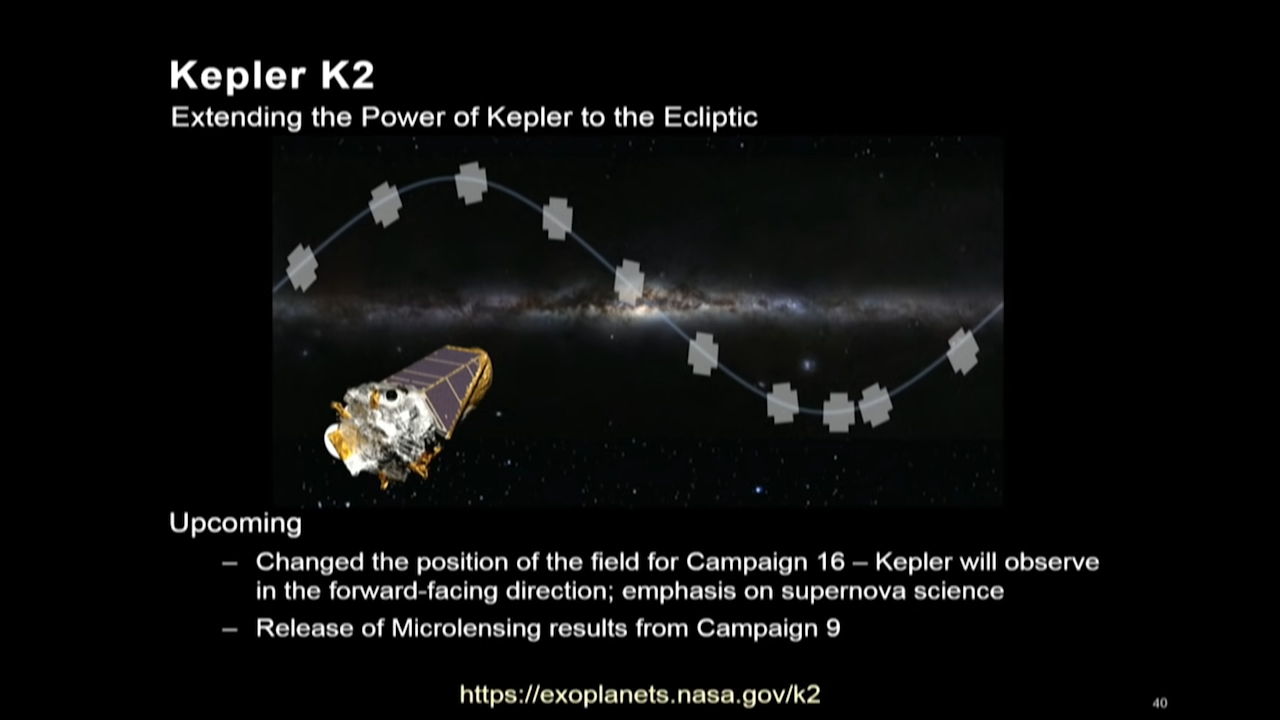 Kepler K2
Extending the Power of Kepler to the Ecliptic
Upcoming
– Changed the position of the field for Campaign 16 – Kepler will observe
in the forward-facing direction; emphasis on supernova science
– Release of Microlensing results from Campaign 9
https://exoplanets.nasa.gov/k2
40